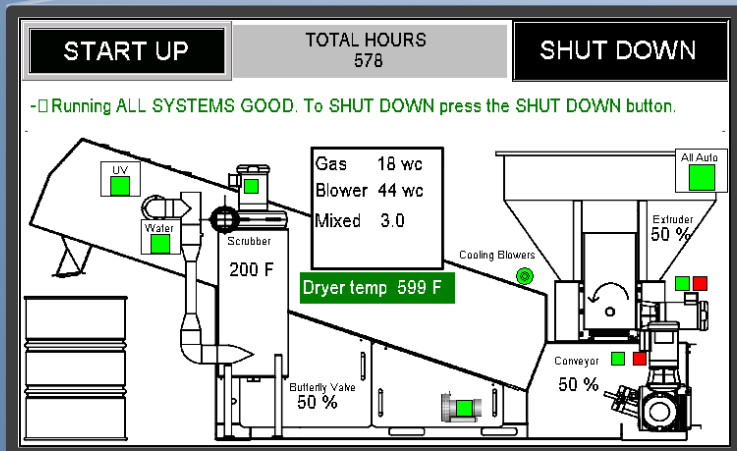 START UP
TOTAL HOURS
578
SHUT DOWN
-□ Running ALL SYSTEMS GOOD. To SHUT DOWN press the SHUT DOWN button.
UV
Water
Scrubber
200 F
Gas 18 wc
Blower 44 wc
Mixed 3.0
Dryer temp 599 F
Cooling Blowers
All Auto
Extruder
50 %
Conveyor
50 %
Butterfly Valve
50 %